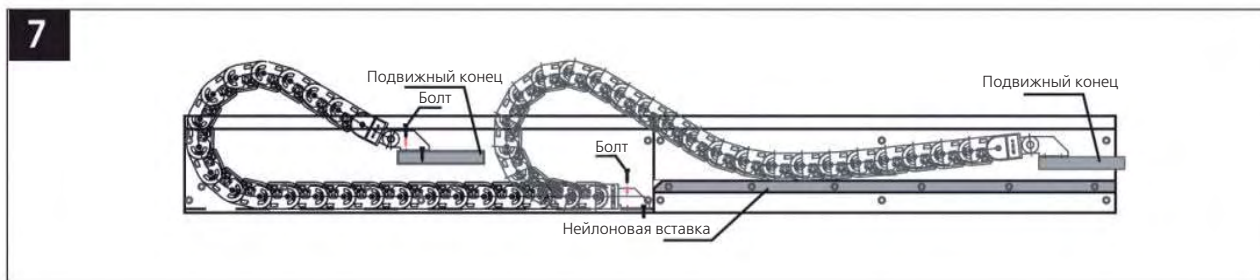 7
Подвижный конец
Болт
Подвижный конец
Болт
Нейлоновая вставка